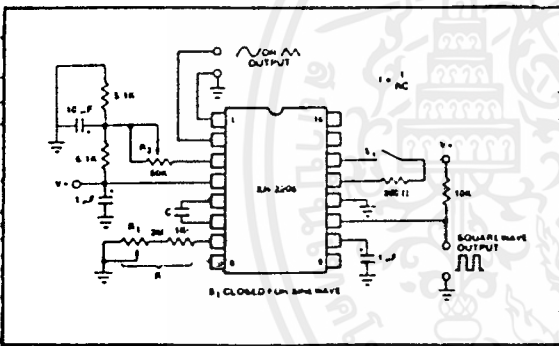 OR
OUTPUT
f = 1/RC
5.1K
10 µF
5.1K
R3
50K
V+
1 µF
C
R1
2M
1K
R
1
8
16
9
XR-2206
S1
V+
10K
1 µF
SQUARE WAVE
OUTPUT
S1 CLOSED FOR SINE WAVE